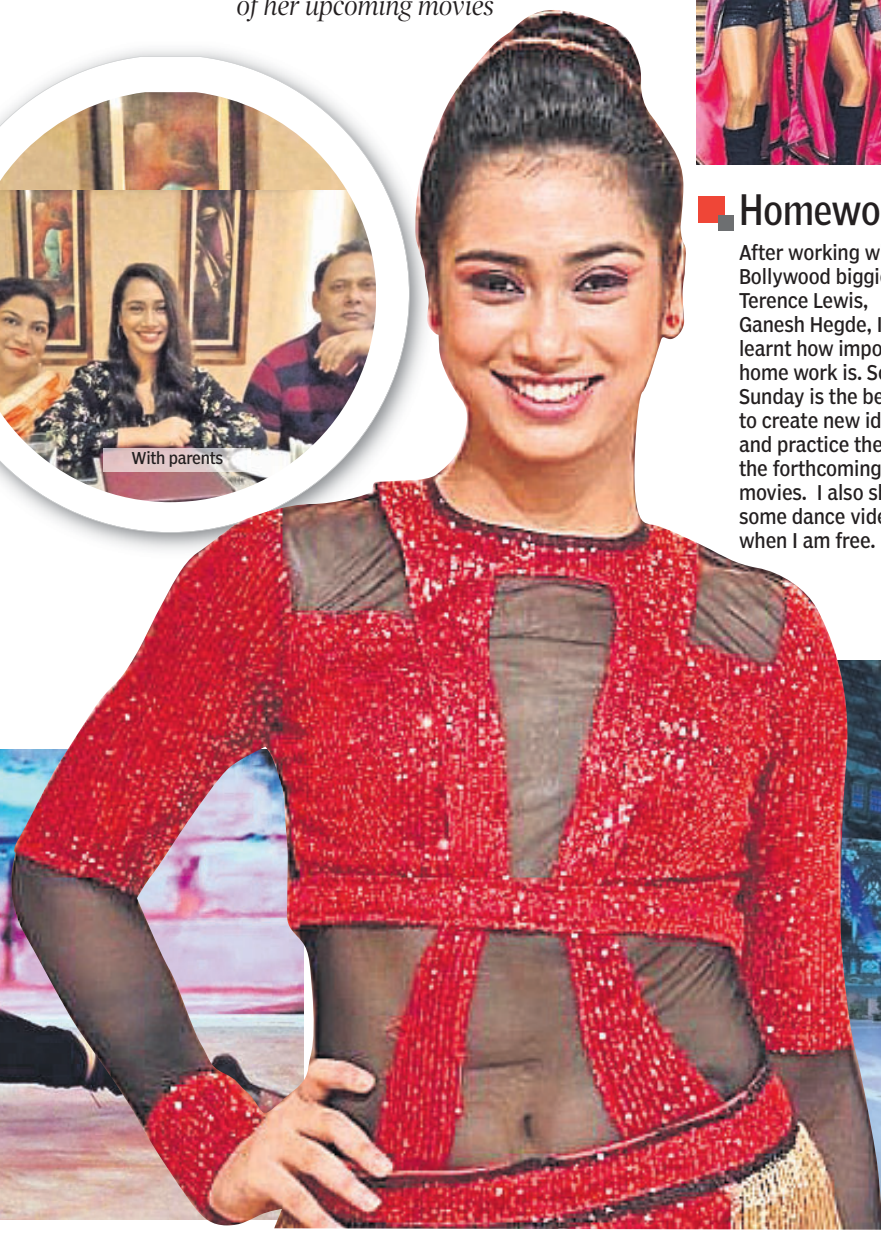 of her upcoming movies
With parents
Homewo
After working w
Bollywood biggi
Terence Lewis,
Ganesh Hegde, I
learnt how impo
home work is. S
Sunday is the be
to create new id
and practice the
the forthcoming
movies. I also s
some dance vide
when I am free.